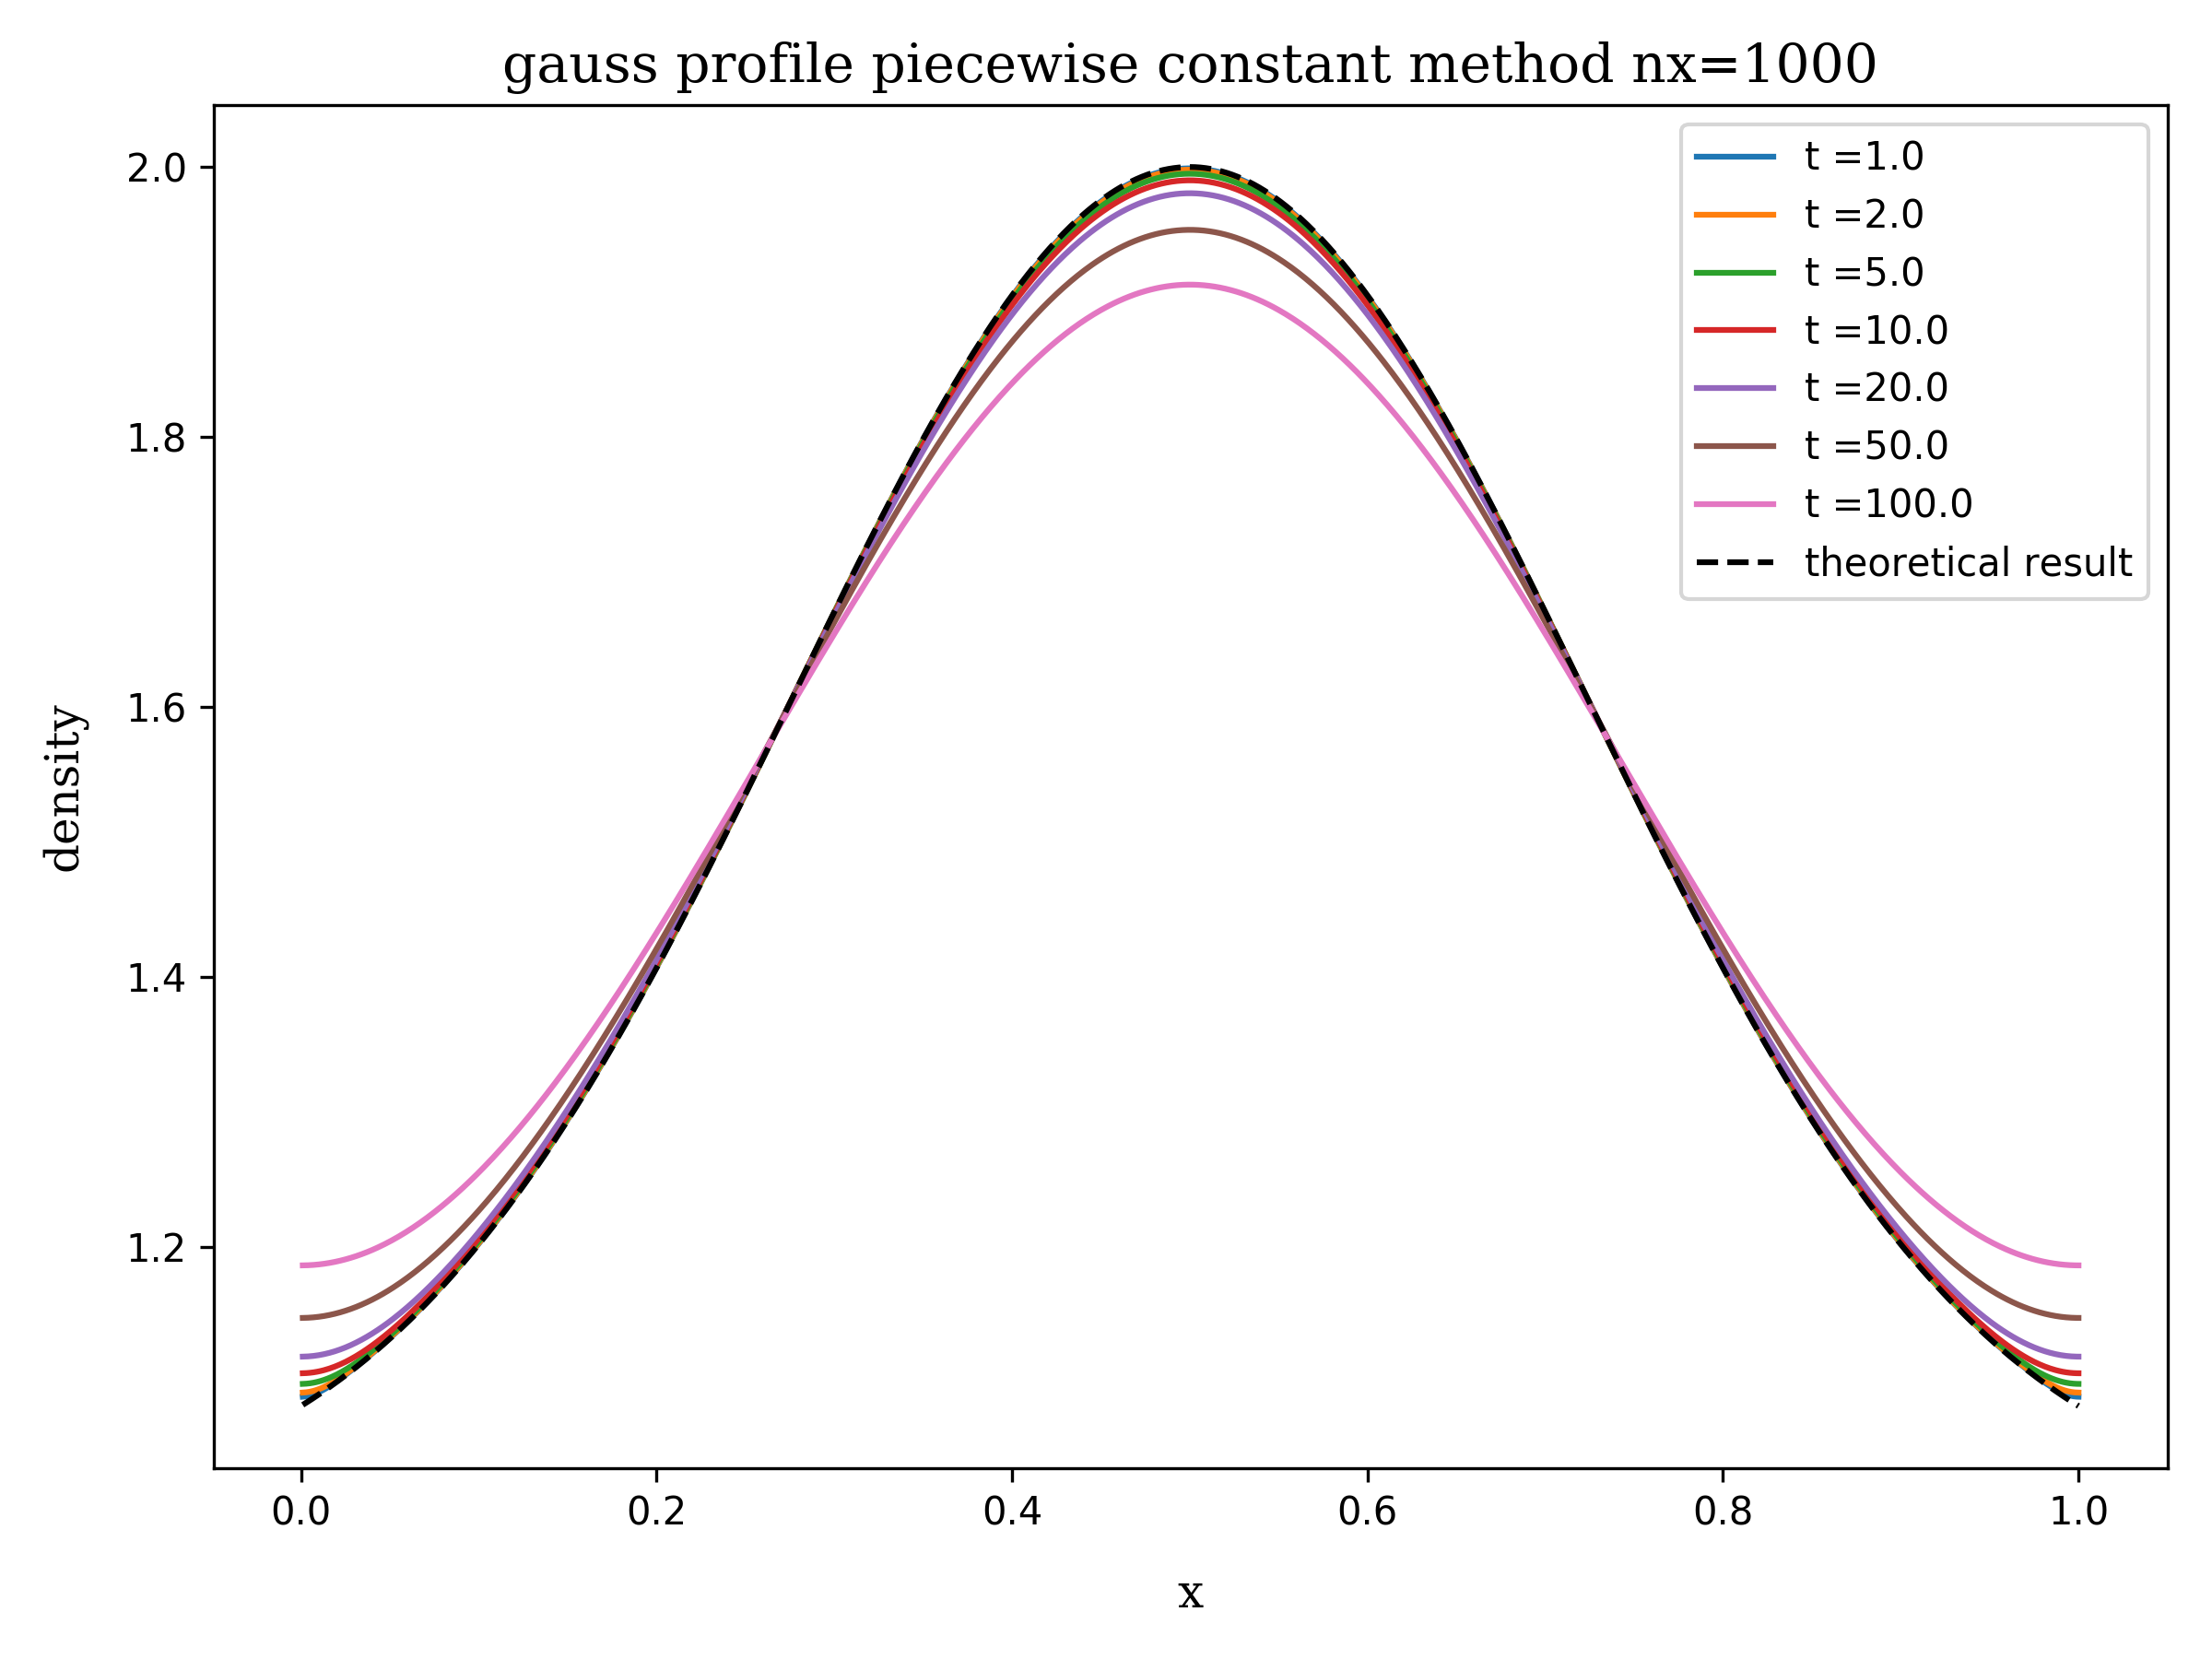 gauss profile piecewise constant method nx=1000
t =1.0
t =2.0
t =5.0
t =10.0
t =20.0
t =50.0
t =100.0
theoretical result
density
2.0
1.8
1.6
1.4
1.2
0.0 0.2 0.4 0.6 0.8 1.0
x